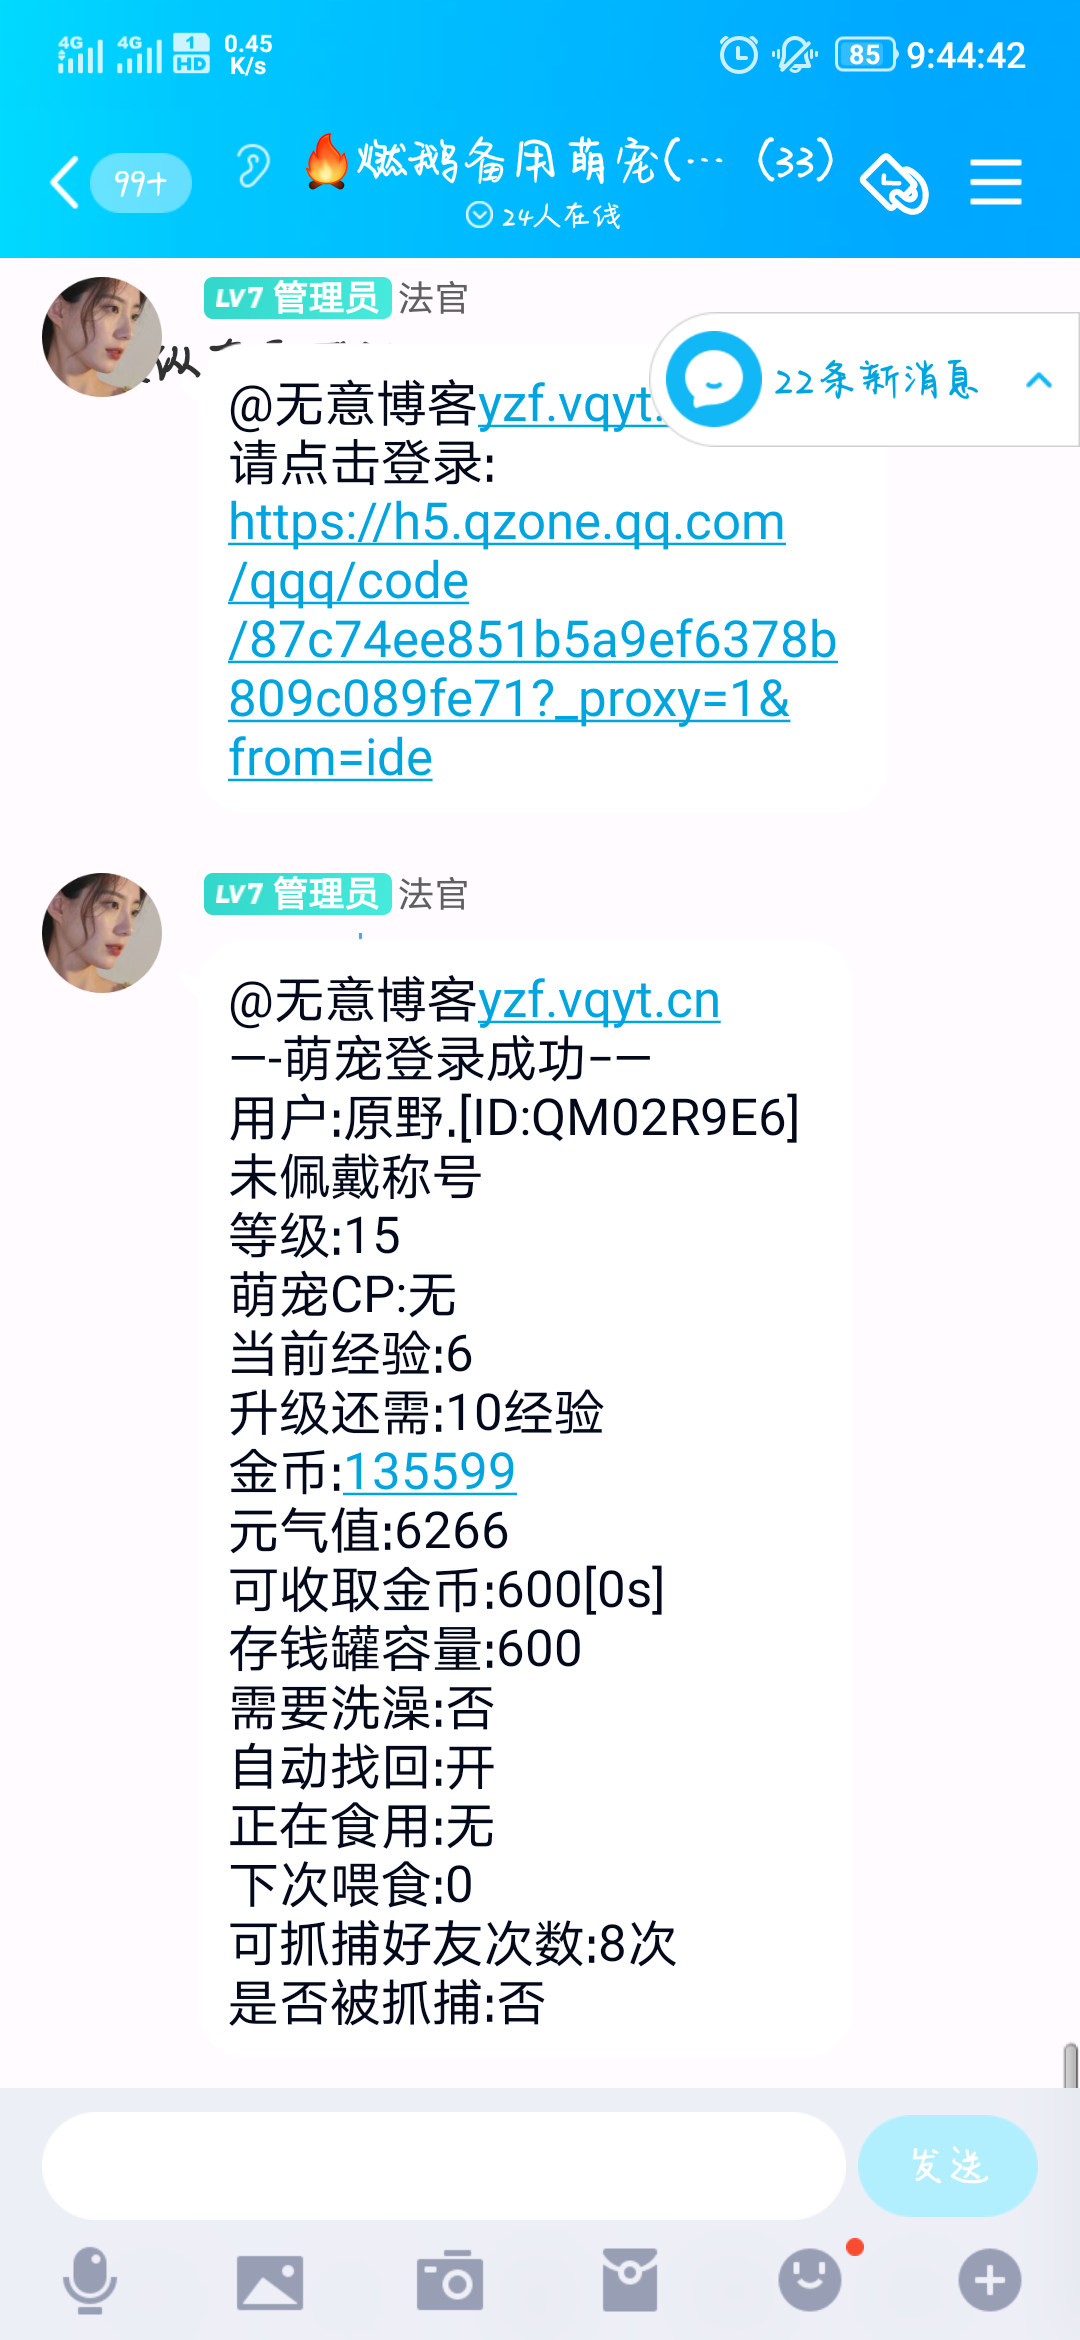 4G 4G 1 HD 0.45 K/s 85 9:44:42
99+ 燃鹅备用萌宠(… (33)
24人在线
LV7 管理员 法官
22条新消息
@无意博客yzf.vqyt.
请点击登录:
https://h5.qzone.qq.com
/qqq/code
/87c74ee851b5a9ef6378b
809c089fe71?_proxy=1&
from=ide
LV7 管理员 法官
@无意博客yzf.vqyt.cn
一-萌宠登录成功-一
用户:原野.[ID:QM02R9E6]
未佩戴称号
等级:15
萌宠CP:无
当前经验:6
升级还需:10经验
金币:135599
元气值:6266
可收取金币:600[0s]
存钱罐容量:600
需要洗澡:否
自动找回:开
正在食用:无
下次喂食:0
可抓捕好友次数:8次
是否被抓捕:否
发送